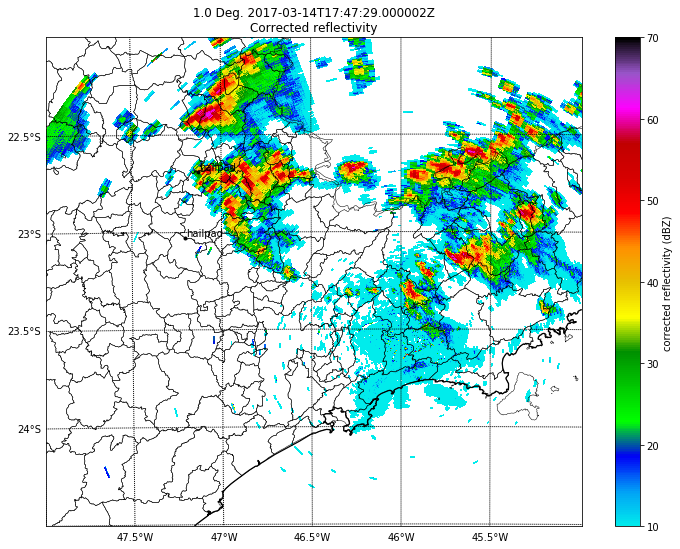 1.0 Deg. 2017-03-14T17:47:29.000002Z
Corrected reflectivity
22.5°S
23°S
23.5°S
24°S
47.5°W
47°W
46.5°W
46°W
45.5°W
hailpad
hailpad
70
60
50
40
30
20
10
corrected reflectivity (dBZ)